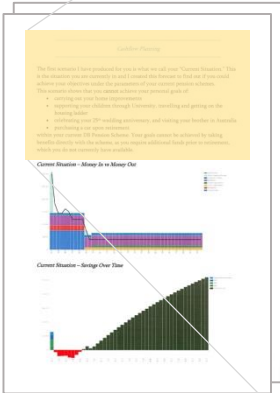 Cashflow Planning
The first scenario I have produced for you is what we call your "Current Situation." This
is the situation you are currently in and I created this forecast to find out if you could
achieve your objectives under the parameters of your current pension schemes.
This scenario shows that you cannot achieve your personal goals of:
• carrying out your home improvements
• supporting your children through University, travelling and getting on the
housing ladder
• celebrating your 25th wedding anniversary, and visiting your brother in Australia
• purchasing a car upon retirement
within your current DB Pension Scheme. Your goals cannot be achieved by taking
benefits directly with the scheme, as you require additional funds prior to retirement,
which you do not currently have available.
Current Situation – Money In vs Money Out
Current Situation – Savings Over Time